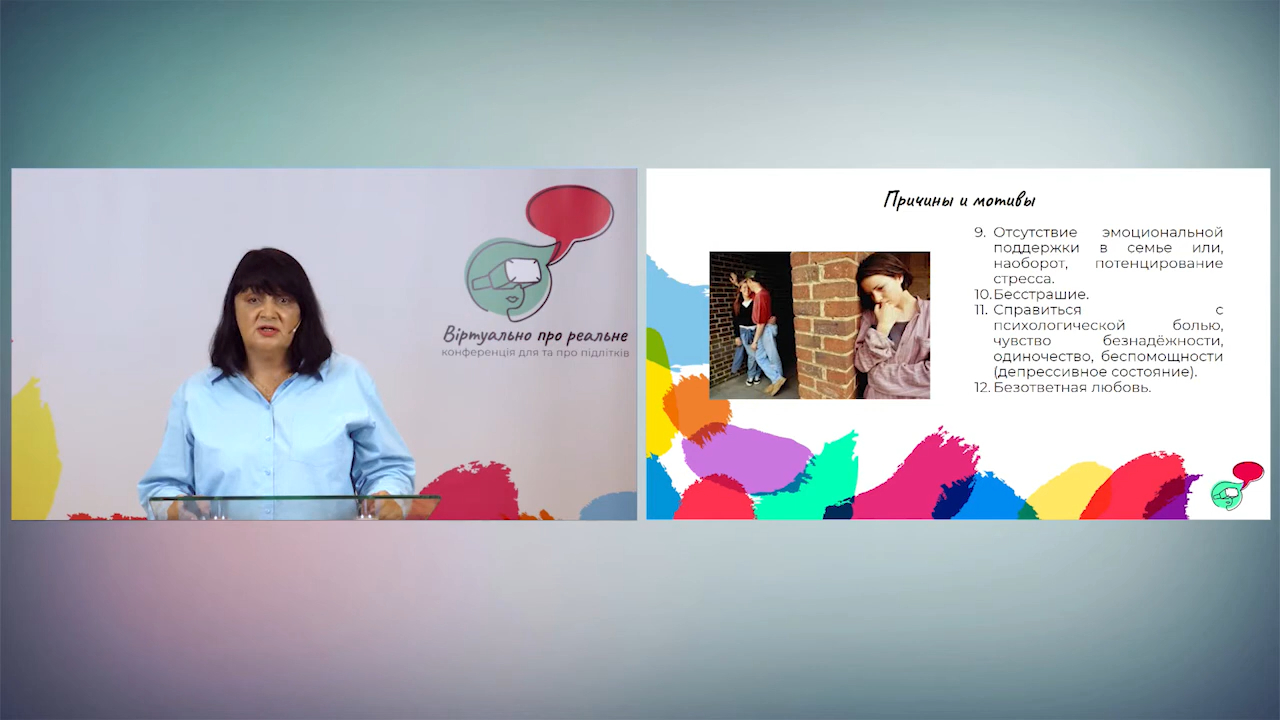 Віртуально про реальне
конференція для та про підлітків
Причины и мотивы
9. Отсутствие эмоциональной
поддержки в семье или,
наоборот, потенцирование
стресса.
10. Бесстрашие.
11. Справиться с
психологической болью,
чувство безнадёжности,
одиночество, беспомощности
(депрессивное состояние).
12. Безответная любовь.